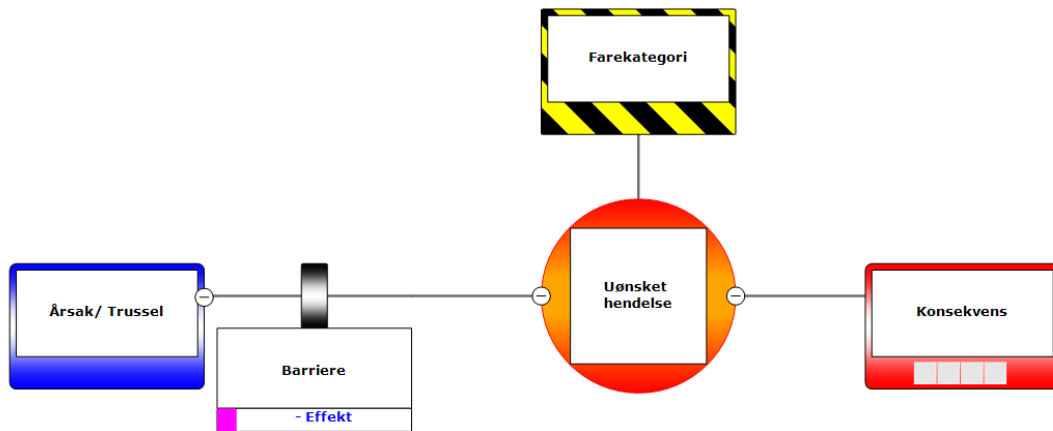 Farekategori
Årsak/ Trussel
Uønsket
hendelse
Konsekvens
Barriere
- Effekt